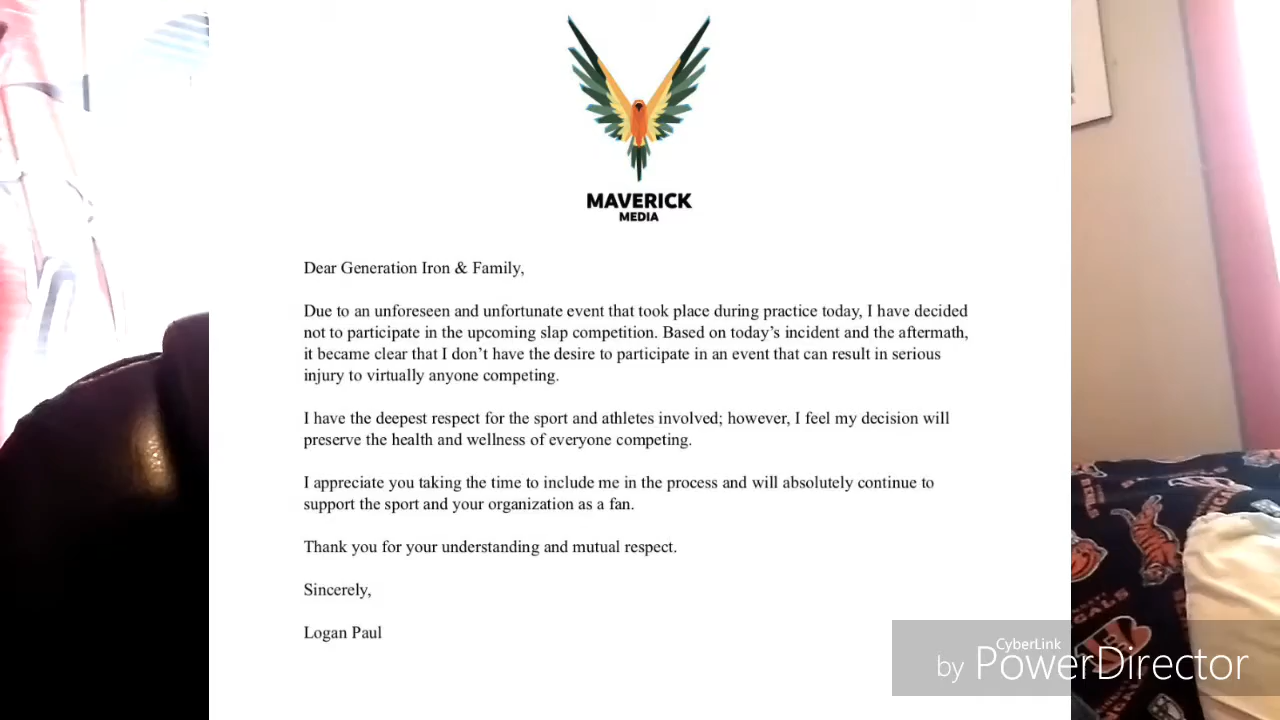 MAVERICK
MEDIA
Dear Generation Iron & Family,
Due to an unforeseen and unfortunate event that took place during practice today, I have decided
not to participate in the upcoming slap competition. Based on today's incident and the aftermath,
it became clear that I don't have the desire to participate in an event that can result in serious
injury to virtually anyone competing.
I have the deepest respect for the sport and athletes involved; however, I feel my decision will
preserve the health and wellness of everyone competing.
I appreciate you taking the time to include me in the process and will absolutely continue to
support the sport and your organization as a fan.
Thank you for your understanding and mutual respect.
Sincerely,
Logan Paul
CyberLink
by PowerDirector